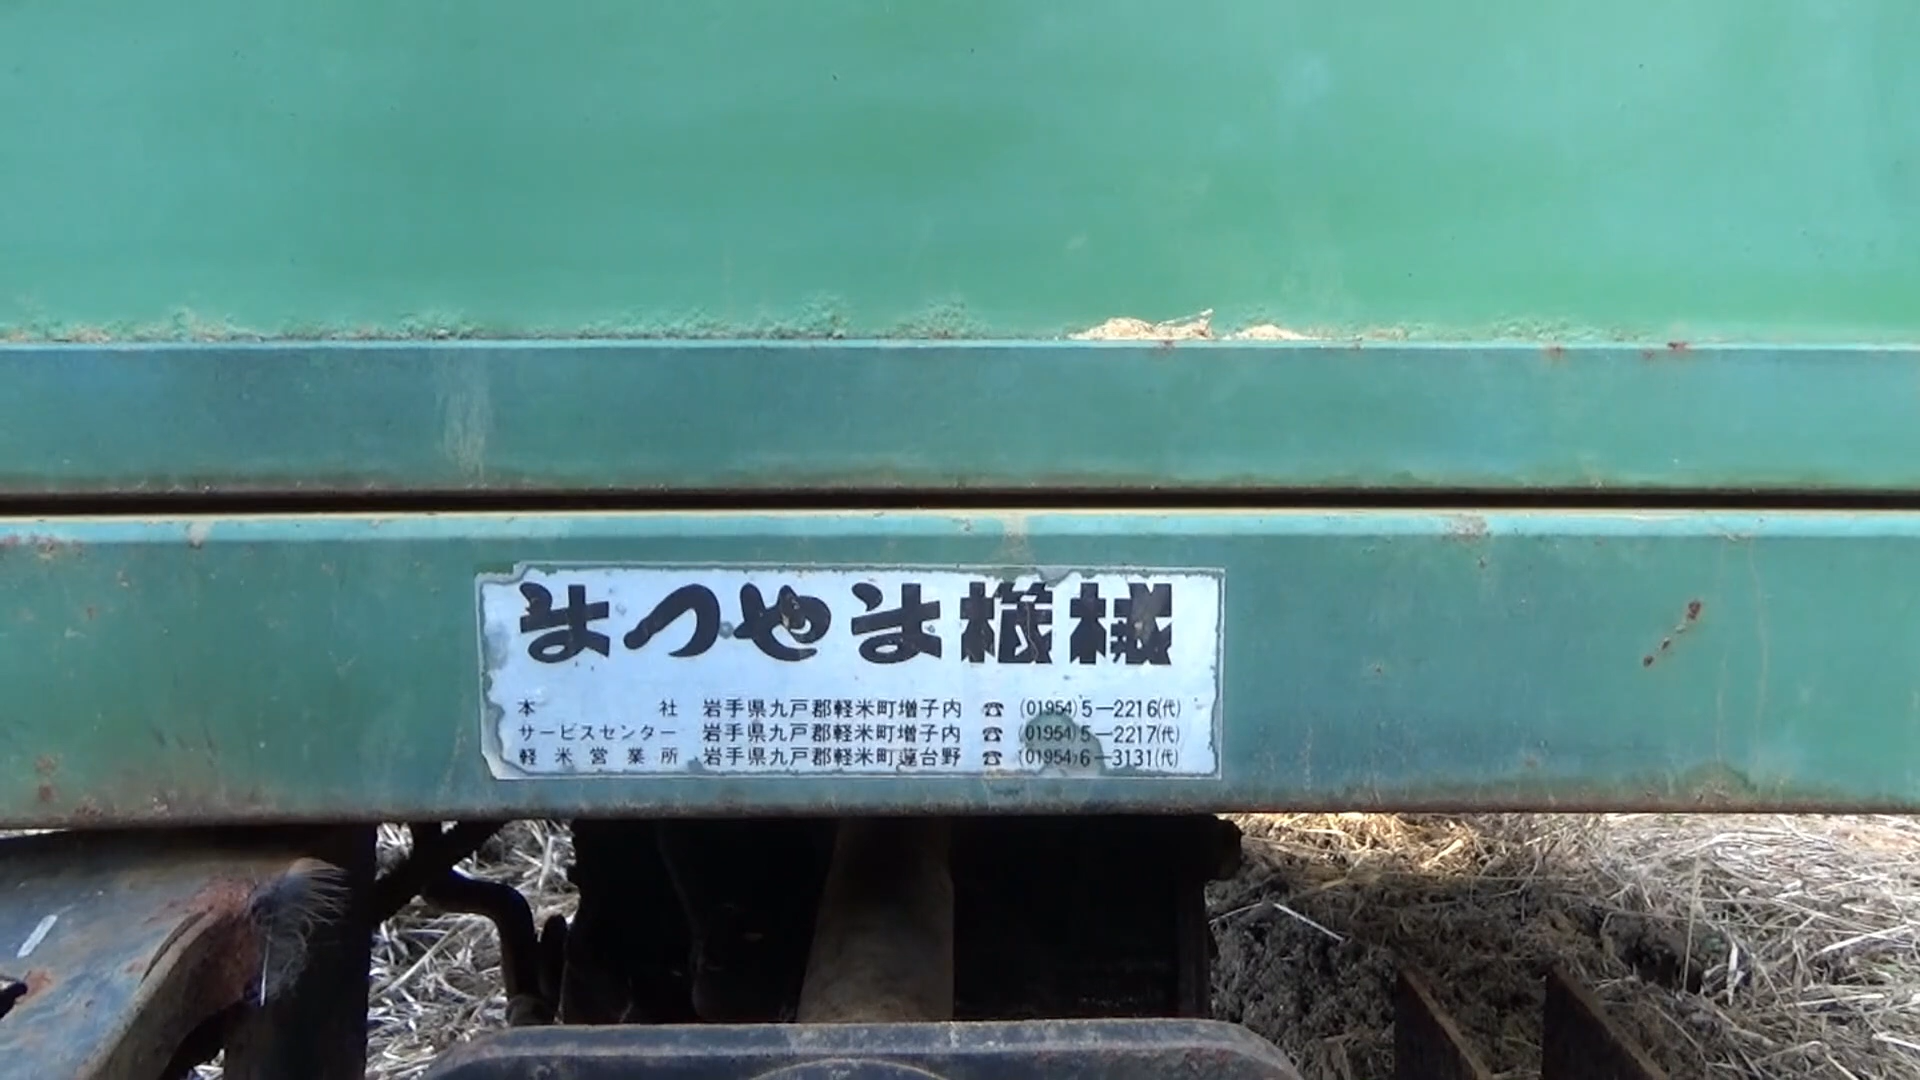 まつやま機械
本社 岩手県九戸郡軽米町増子内 ☎ (01954)5-2216(代)
サービスセンター 岩手県九戸郡軽米町増子内 ☎ (01954)5-2217(代)
軽米営業所 岩手県九戸郡軽米町蓮台野 ☎ (01954)6-3131(代)